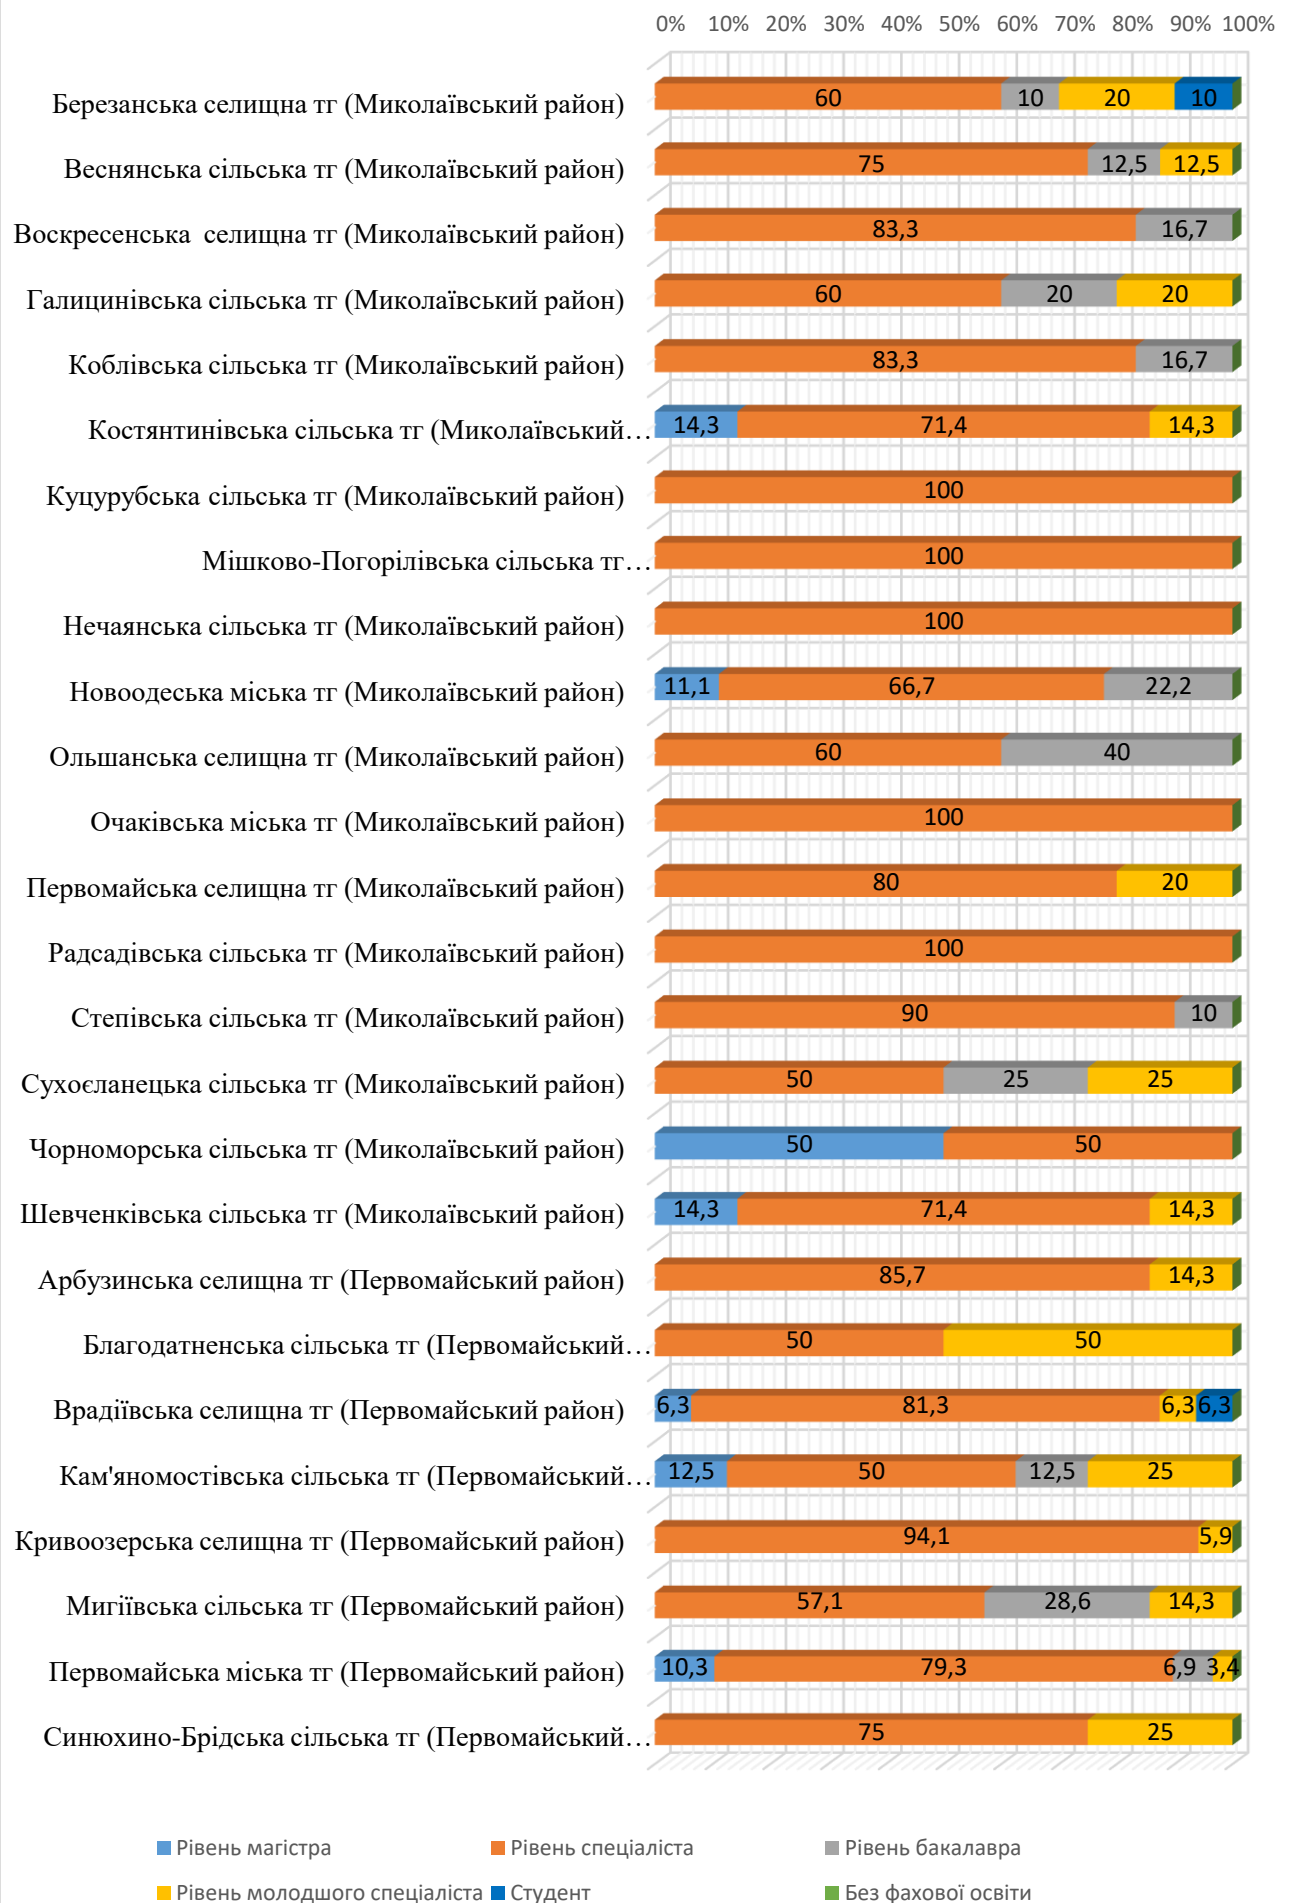 0% 10% 20% 30% 40% 50% 60% 70% 80% 90% 100%
Березанська селищна тг (Миколаївський район) 60 10 20 10
Веснянська сільська тг (Миколаївський район) 75 12,5 12,5
Воскресенська селищна тг (Миколаївський район) 83,3 16,7
Галицинівська сільська тг (Миколаївський район) 60 20 20
Коблівська сільська тг (Миколаївський район) 83,3 16,7
Костянтинівська сільська тг (Миколаївський… 14,3 71,4 14,3
Куцурубська сільська тг (Миколаївський район) 100
Мішково-Погорілівська сільська тг… 100
Нечаянська сільська тг (Миколаївський район) 100
Новоодеська міська тг (Миколаївський район) 11,1 66,7 22,2
Ольшанська селищна тг (Миколаївський район) 60 40
Очаківська міська тг (Миколаївський район) 100
Первомайська селищна тг (Миколаївський район) 80 20
Радсадівська сільська тг (Миколаївський район) 100
Степівська сільська тг (Миколаївський район) 90 10
Сухоєланецька сільська тг (Миколаївський район) 50 25 25
Чорноморська сільська тг (Миколаївський район) 50 50
Шевченківська сільська тг (Миколаївський район) 14,3 71,4 14,3
Арбузинська селищна тг (Первомайський район) 85,7 14,3
Благодатненська сільська тг (Первомайський… 50 50
Врадіївська селищна тг (Первомайський район) 6,3 81,3 6,3 6,3
Кам'яномостівська сільська тг (Первомайський… 12,5 50 12,5 25
Кривоозерська селищна тг (Первомайський район) 94,1 5,9
Мигіївська сільська тг (Первомайський район) 57,1 28,6 14,3
Первомайська міська тг (Первомайський район) 10,3 79,3 6,9 3,4
Синюхино-Брідська сільська тг (Первомайський… 75 25
Рівень магістра Рівень спеціаліста Рівень бакалавра
Рівень молодшого спеціаліста Студент Без фахової освіти